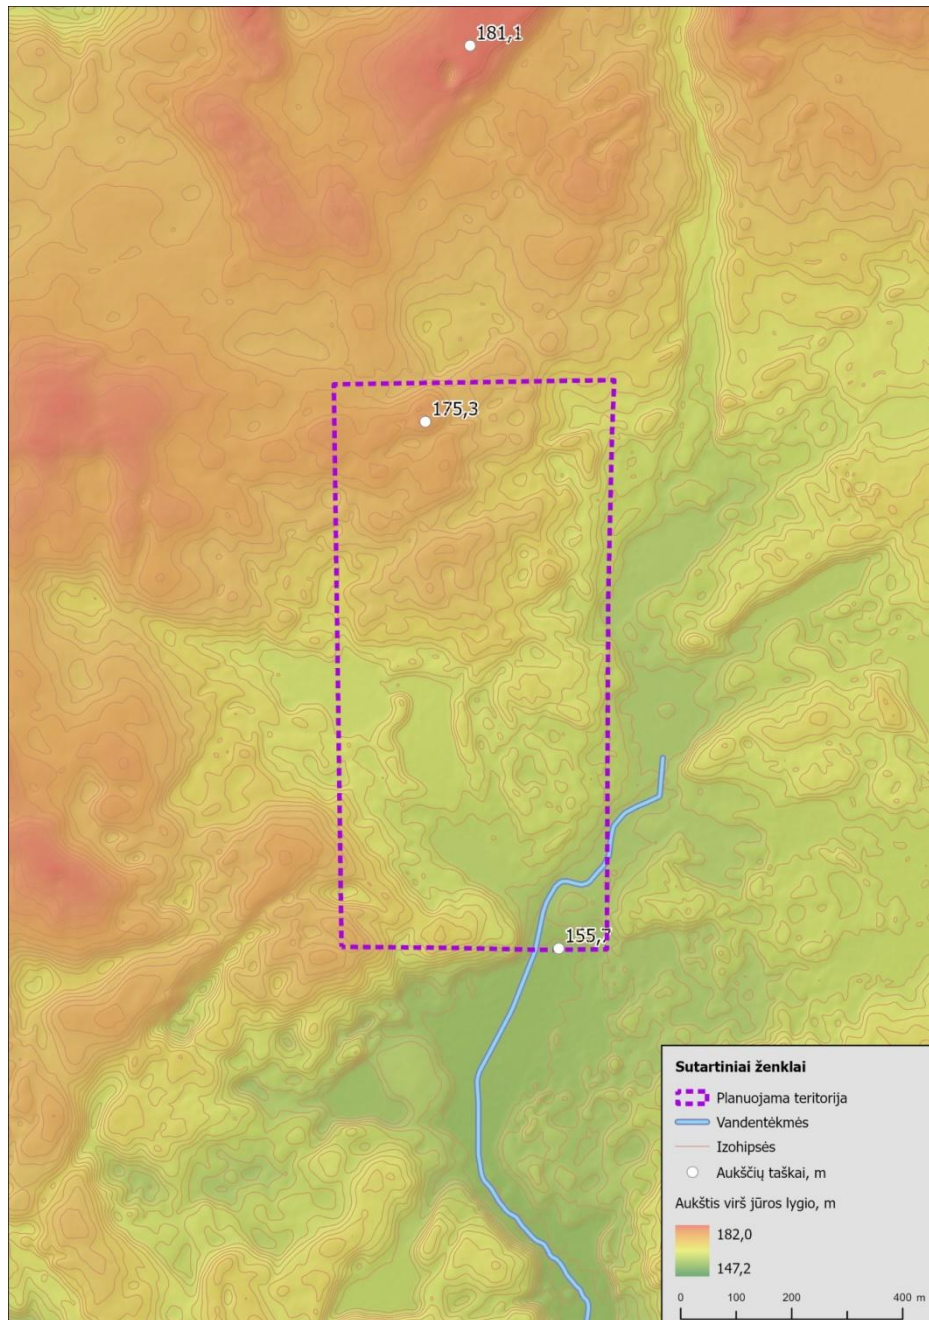 181,1
175,3
155,7
Sutartiniai ženklai
Planuojama teritorija
Vandentėkmės
Izohipsės
Aukščių taškai, m
Aukštis virš jūros lygio, m
182,0
147,2
0 100 200 400 m